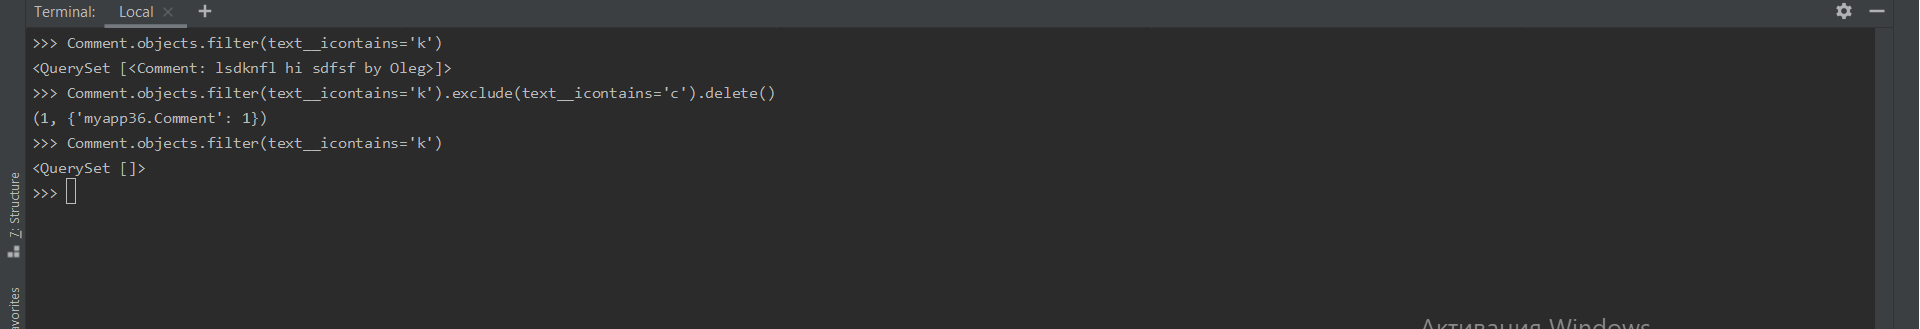 Terminal: Local × +
>>> Comment.objects.filter(text__icontains='k')
<QuerySet [<Comment: lsdknfl hi sdfsf by Oleg>]>
>>> Comment.objects.filter(text__icontains='k').exclude(text__icontains='c').delete()
(1, {'myapp36.Comment': 1})
>>> Comment.objects.filter(text__icontains='k')
<QuerySet []>
>>>
7: Structure
avorites
Активация Windows